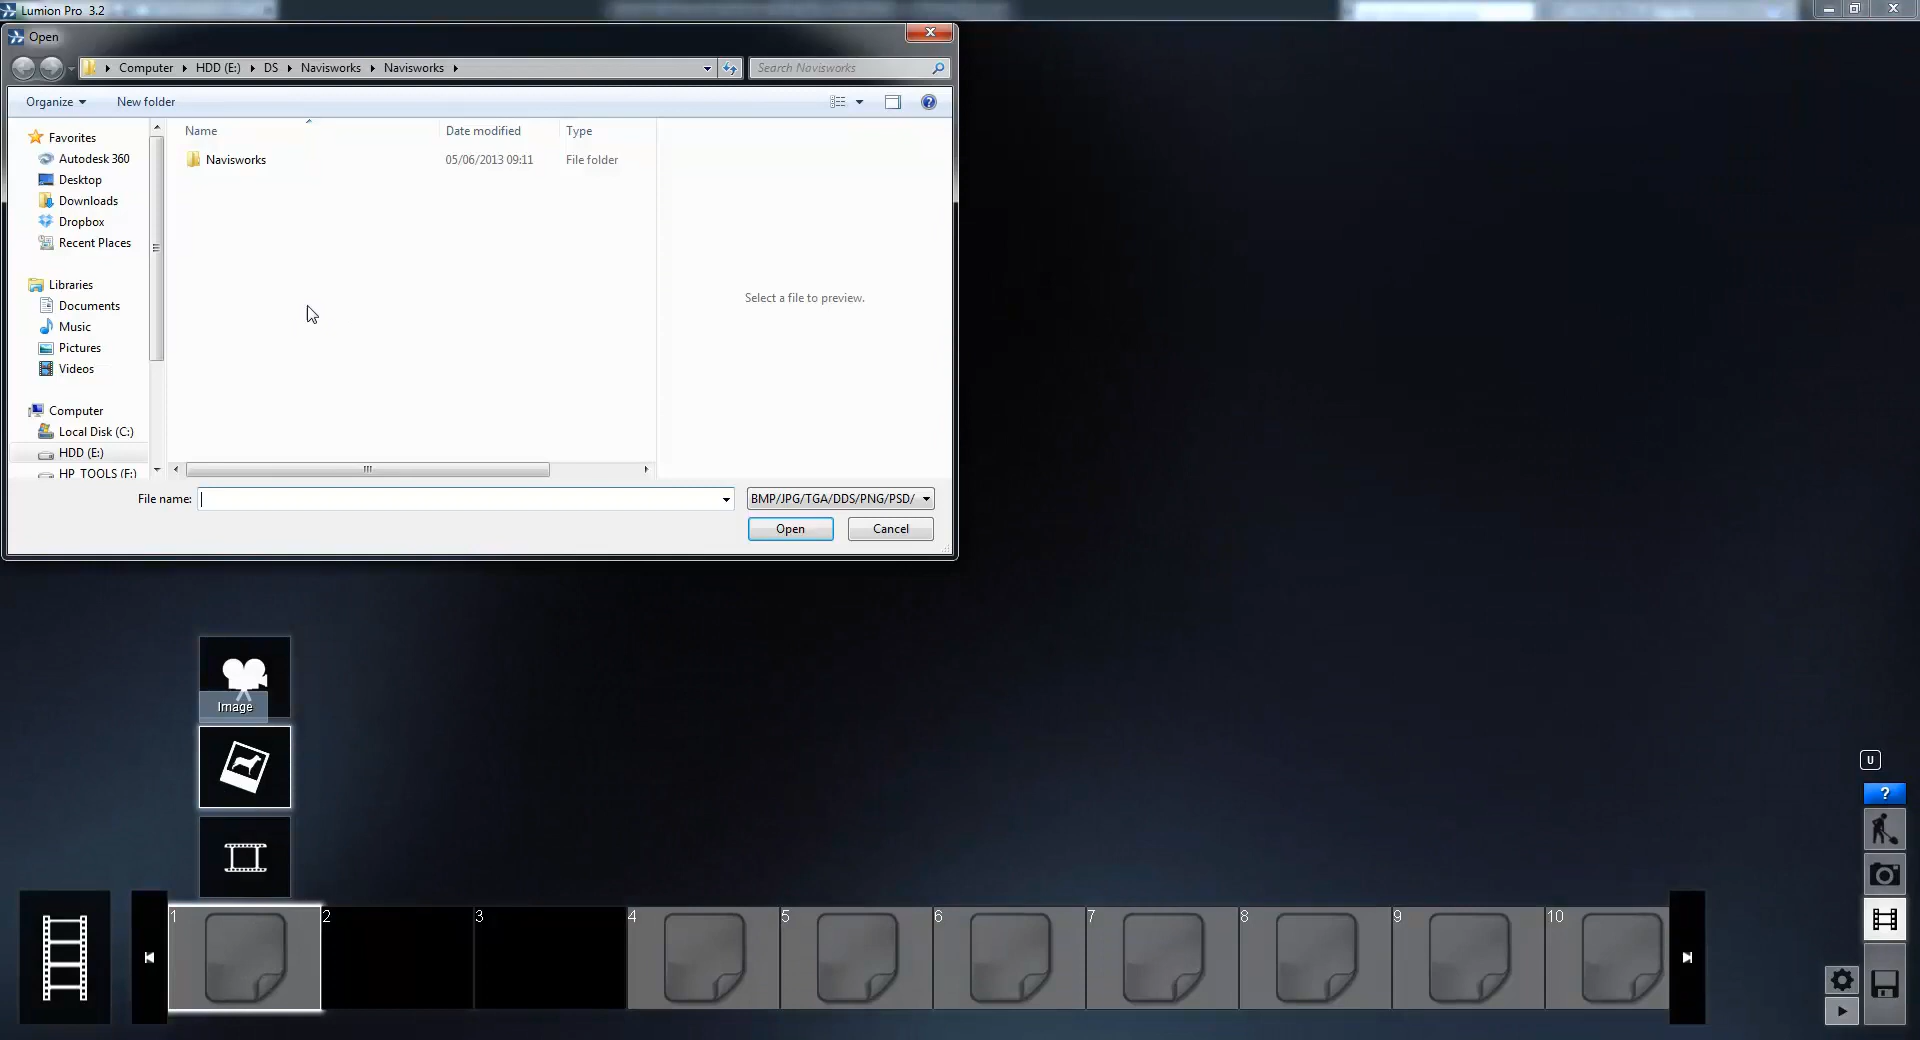 Lumion Pro 3.2
Open
Computer HDD (E:) DS Navisworks Navisworks
Search Navisworks
Organize New folder
Name Date modified Type
Navisworks 05/06/2013 09:11 File folder
Favorites
Autodesk 360
Desktop
Downloads
Dropbox
Recent Places
Libraries
Documents
Music
Pictures
Videos
Computer
Local Disk (C:)
HDD (E:)
HP_TOOLS (F:)
Select a file to preview.
File name: BMP/JPG/TGA/DDS/PNG/PSD/
Open Cancel
Image
U
?
1 2 3 4 5 6 7 8 9 10